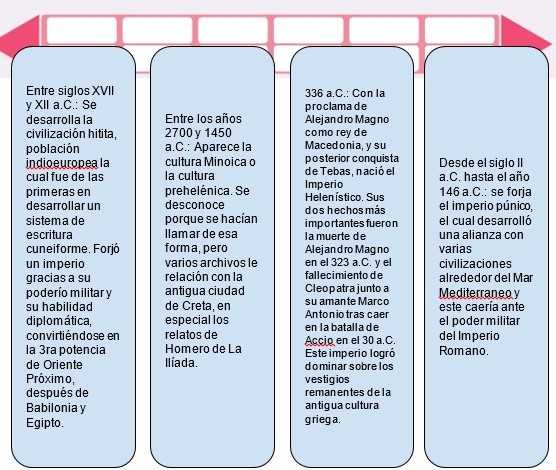 Entre siglos XVII
y XII a.C.: Se
desarrolla la
civilización hitita,
población
indioeuropea la
cual fue de las
primeras en
desarrollar un
sistema de
escritura
cuneiforme. Forjó
un imperio
gracias a su
poderío militar y
su habilidad
diplomática,
convirtiéndose en
la 3ra potencia
de Oriente
Próximo,
después de
Babilonia y
Egipto.
Entre los años
2700 y 1450
a.C.: Aparece la
cultura Minoica o
la cultura
prehelénica. Se
desconoce
porque se hacían
llamar de esa
forma, pero
varios archivos le
relación con la
antigua ciudad
de Creta, en
especial los
relatos de
Homero de La
Ilíada.
336 a.C.: Con la
proclama de
Alejandro Magno
como rey de
Macedonia, y su
posterior conquista
de Tebas, nació el
Imperio
Helenístico. Sus
dos hechos más
importantes fueron
la muerte de
Alejandro Magno
en el 323 a.C. y el
fallecimiento de
Cleopatra junto a
su amante Marco
Antonio tras caer
en la batalla de
Accio en el 30 a.C.
Este imperio logró
dominar sobre los
vestigios
remanentes de la
antigua cultura
griega.
Desde el siglo II
a.C. hasta el año
146 a.C.: se forja
el imperio púnico,
el cual desarrolló
una alianza con
varias
civilizaciones
alrededor del Mar
Mediterraneo y
este caería ante
el poder militar
del Imperio
Romano.